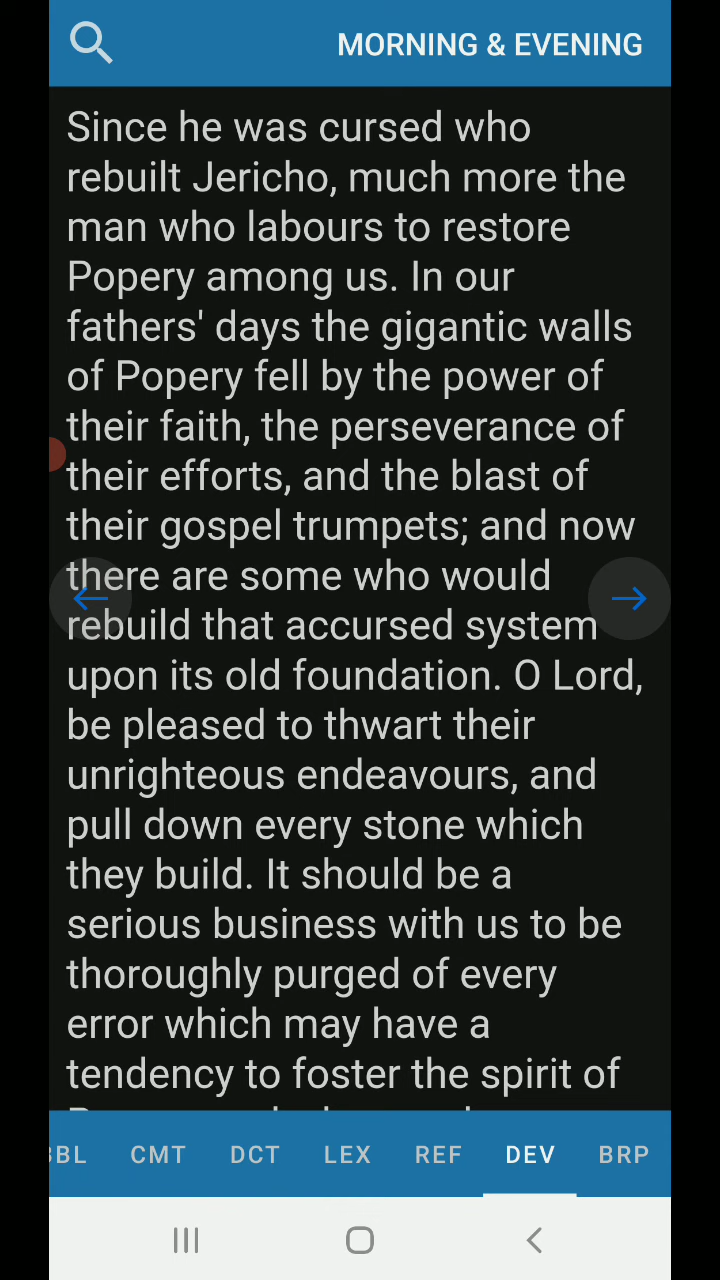 MORNING & EVENING
Since he was cursed who
rebuilt Jericho, much more the
man who labours to restore
Popery among us. In our
fathers' days the gigantic walls
of Popery fell by the power of
their faith, the perseverance of
their efforts, and the blast of
their gospel trumpets; and now
there are some who would
rebuild that accursed system
upon its old foundation. O Lord,
be pleased to thwart their
unrighteous endeavours, and
pull down every stone which
they build. It should be a
serious business with us to be
thoroughly purged of every
error which may have a
tendency to foster the spirit of
BBL CMT DCT LEX REF DEV BRP